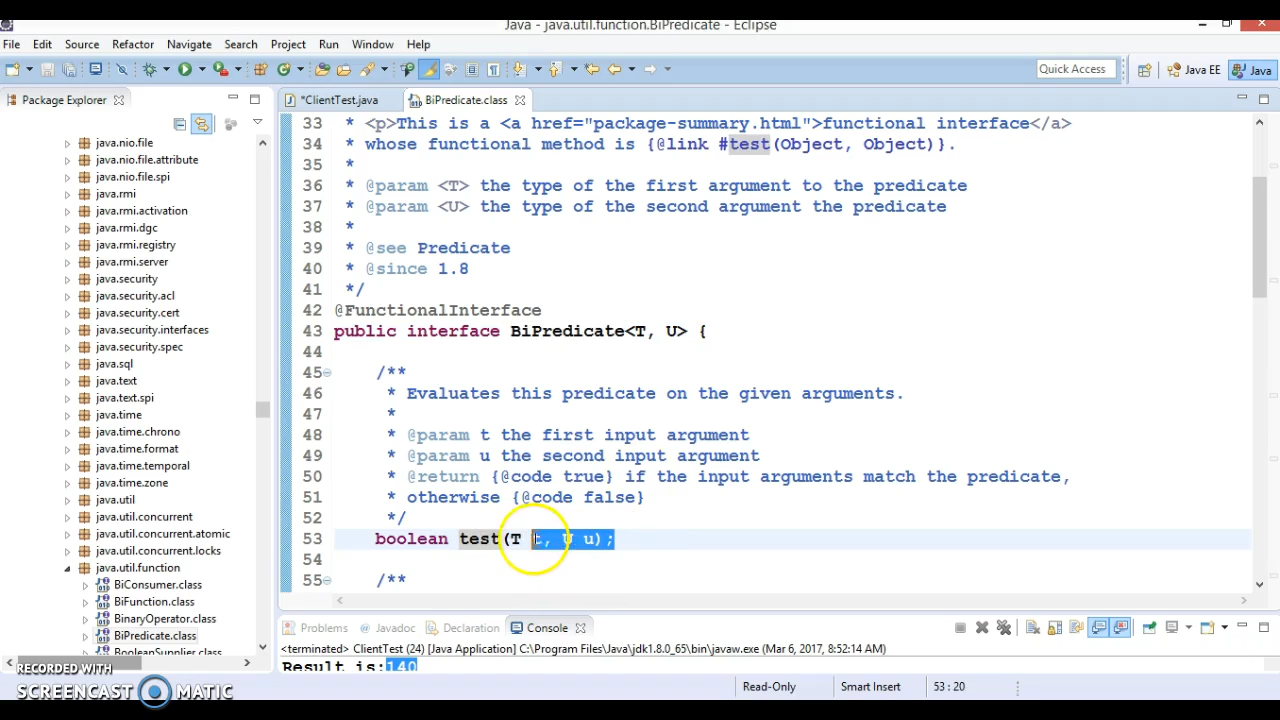 Java - java.util.function.BiPredicate - Eclipse
File Edit Source Refactor Navigate Search Project Run Window Help
Quick Access
Java EE
Java
Package Explorer
*ClientTest.java
BiPredicate.class
java.nio.file
java.nio.file.attribute
java.nio.file.spi
java.rmi
java.rmi.activation
java.rmi.dgc
java.rmi.registry
java.rmi.server
java.security
java.security.acl
java.security.cert
java.security.interfaces
java.security.spec
java.sql
java.text
java.text.spi
java.time
java.time.chrono
java.time.format
java.time.temporal
java.time.zone
java.util
java.util.concurrent
java.util.concurrent.atomic
java.util.concurrent.locks
java.util.function
BiConsumer.class
BiFunction.class
BinaryOperator.class
BiPredicate.class
BooleanSupplier.class
33 * <p>This is a <a href="package-summary.html">functional interface</a>
34 * whose functional method is {@link #test(Object, Object)}.
35 *
36 * @param <T> the type of the first argument to the predicate
37 * @param <U> the type of the second argument the predicate
38 *
39 * @see Predicate
40 * @since 1.8
41 */
42 @FunctionalInterface
43 public interface BiPredicate<T, U> {
44
45 /**
46 * Evaluates this predicate on the given arguments.
47 *
48 * @param t the first input argument
49 * @param u the second input argument
50 * @return {@code true} if the input arguments match the predicate,
51 * otherwise {@code false}
52 */
53 boolean test(T t, U u);
54
55 /**
Problems Javadoc Declaration Console
<terminated> ClientTest (24) [Java Application] C:\Program Files\Java\jdk1.8.0_65\bin\javaw.exe (Mar 6, 2017, 8:52:14 AM)
Result is:140
Read-Only
Smart Insert
53 : 20
RECORDED WITH
SCREENCAST MATIC